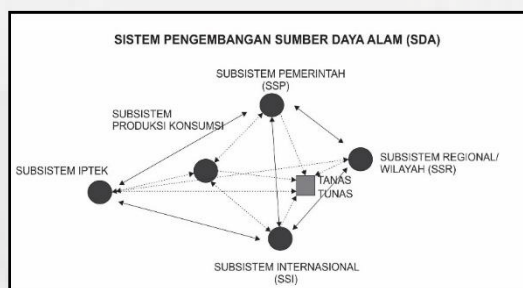 SISTEM PENGEMBANGAN SUMBER DAYA ALAM (SDA)
SUBSISTEM PEMERINTAH
(SSP)
SUBSISTEM
PRODUKSI KONSUMSI
SUBSISTEM IPTEK
SUBSISTEM REGIONAL/
WILAYAH (SSR)
TANAS
TUNAS
SUBSISTEM INTERNASIONAL
(SSI)